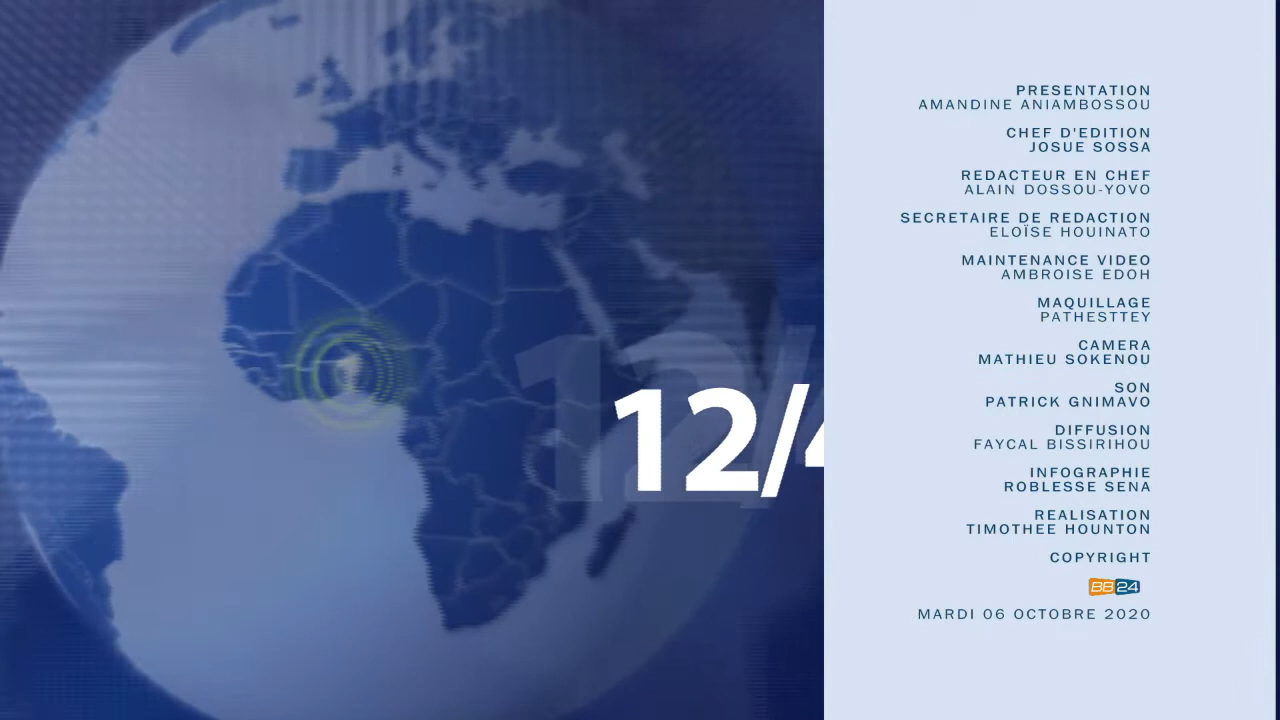 12/4
PRESENTATION
AMANDINE ANIAMBOSSOU
CHEF D'EDITION
JOSUE SOSSA
REDACTEUR EN CHEF
ALAIN DOSSOU-YOVO
SECRETAIRE DE REDACTION
ELOÏSE HOUINATO
MAINTENANCE VIDEO
AMBROISE EDOH
MAQUILLAGE
PATHESTTEY
CAMERA
MATHIEU SOKENOU
SON
PATRICK GNIMAVO
DIFFUSION
FAYCAL BISSIRIHOU
INFOGRAPHIE
ROBLESSE SENA
REALISATION
TIMOTHEE HOUNTON
COPYRIGHT
BB24
MARDI 06 OCTOBRE 2020